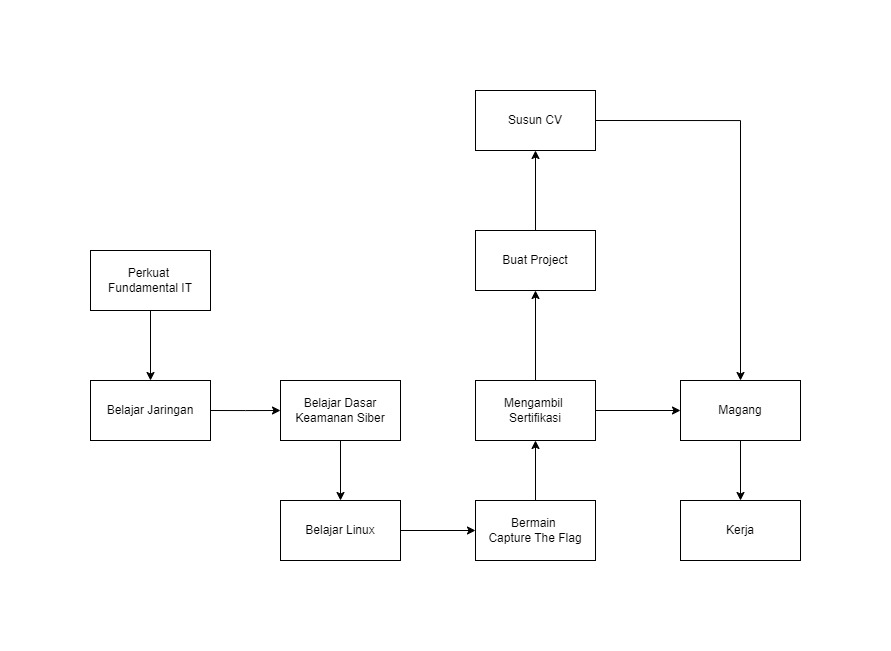 Perkuat
Fundamental IT
Belajar Jaringan
Belajar Dasar
Keamanan Siber
Belajar Linux
Bermain
Capture The Flag
Mengambil
Sertifikasi
Buat Project
Susun CV
Magang
Kerja